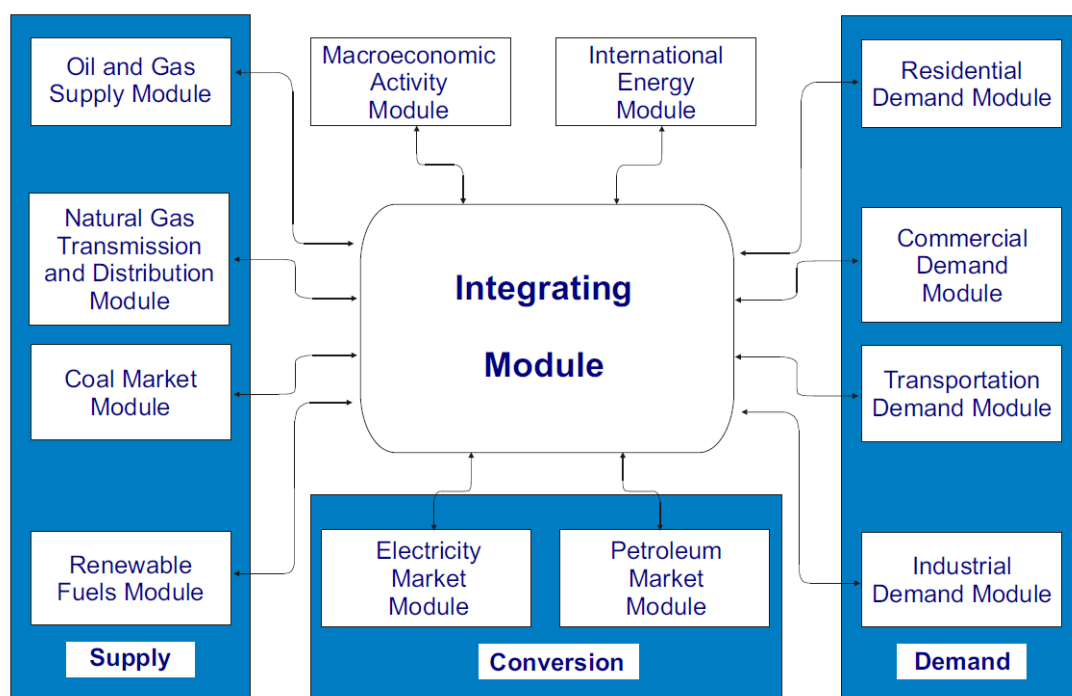 Oil and Gas
Supply Module
Natural Gas
Transmission
and Distribution
Module
Coal Market
Module
Renewable
Fuels Module
Supply
Macroeconomic
Activity
Module
International
Energy
Module
Integrating
Module
Electricity
Market
Module
Petroleum
Market
Module
Conversion
Residential
Demand Module
Commercial
Demand
Module
Transportation
Demand Module
Industrial
Demand Module
Demand